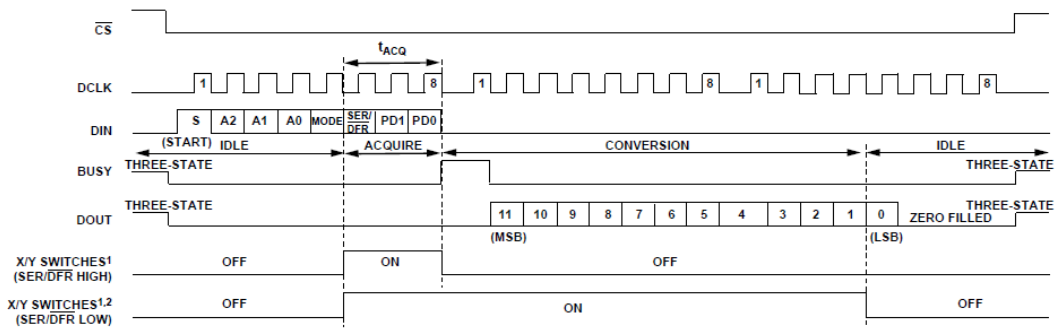 CS
tACQ
DCLK 1 8 1 8 1 8
DIN S A2 A1 A0 MODE SER/DFR PD1 PD0
(START)
IDLE ACQUIRE CONVERSION IDLE
THREE-STATE THREE-STATE
BUSY
THREE-STATE THREE-STATE
DOUT 11 10 9 8 7 6 5 4 3 2 1 0 ZERO FILLED
(MSB) (LSB)
X/Y SWITCHES1 OFF ON OFF
(SER/DFR HIGH)
X/Y SWITCHES1,2 OFF ON OFF
(SER/DFR LOW)